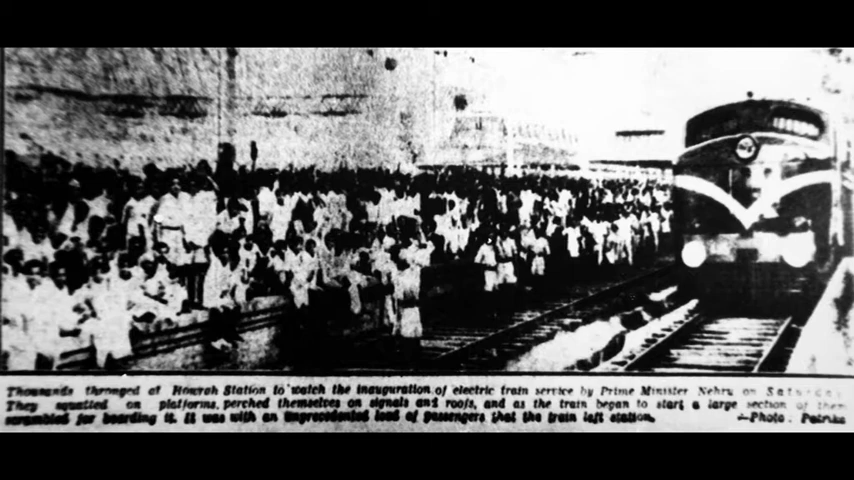 Thousands thronged at Howrah Station to watch the inauguration of electric train service by Prime Minister Nehru on Saturday.
They squatted on platforms, perched themselves on signals and roofs, and as the train began to start a large section of them
scrambled for boarding it. It was with an unprecedented load of passengers that the train left station. —Photo : Patrika